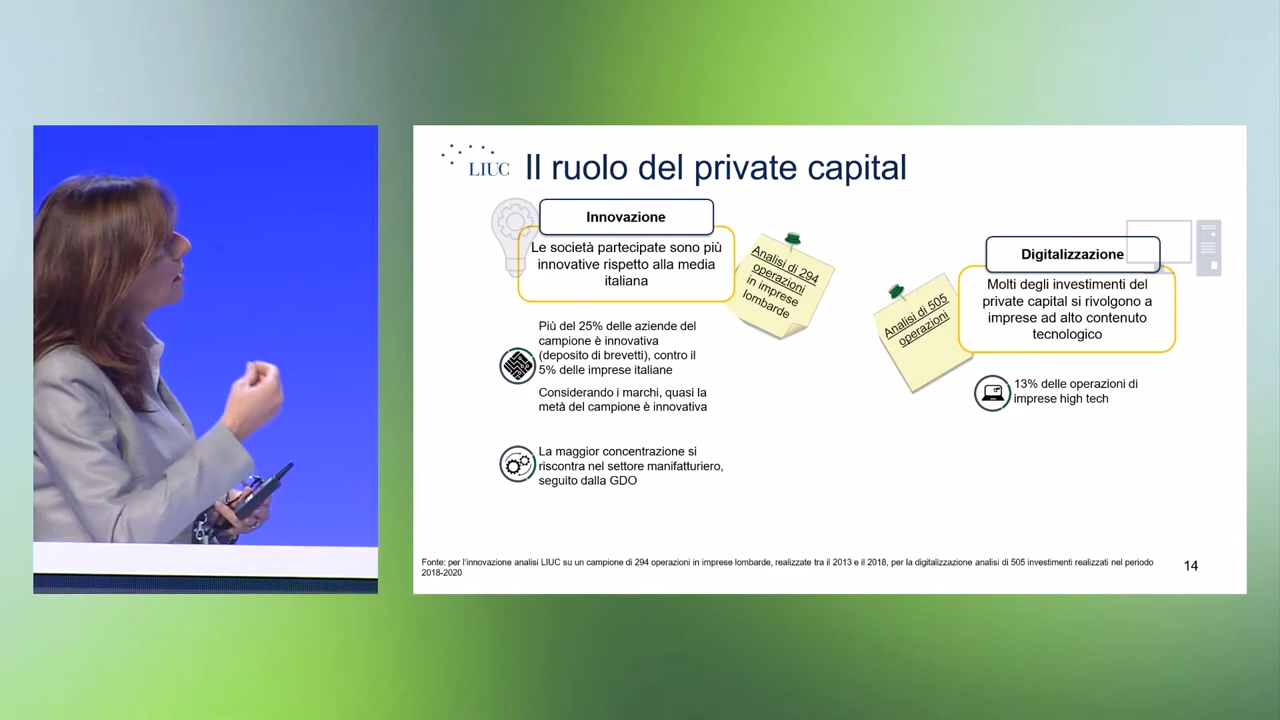 LIUC
Il ruolo del private capital
Innovazione
Le società partecipate sono più
innovative rispetto alla media
italiana
Analisi di 294
operazioni
in imprese
lombarde
Più del 25% delle aziende del
campione è innovativa
(deposito di brevetti), contro il
5% delle imprese italiane
Considerando i marchi, quasi la
metà del campione è innovativa
La maggior concentrazione si
riscontra nel settore manifatturiero,
seguito dalla GDO
Digitalizzazione
Molti degli investimenti del
private capital si rivolgono a
imprese ad alto contenuto
tecnologico
Analisi di 505
operazioni
13% delle operazioni di
imprese high tech
Fonte: per l'innovazione analisi LIUC su un campione di 294 operazioni in imprese lombarde, realizzate tra il 2013 e il 2018, per la digitalizzazione analisi di 505 investimenti realizzati nel periodo
2018-2020
14